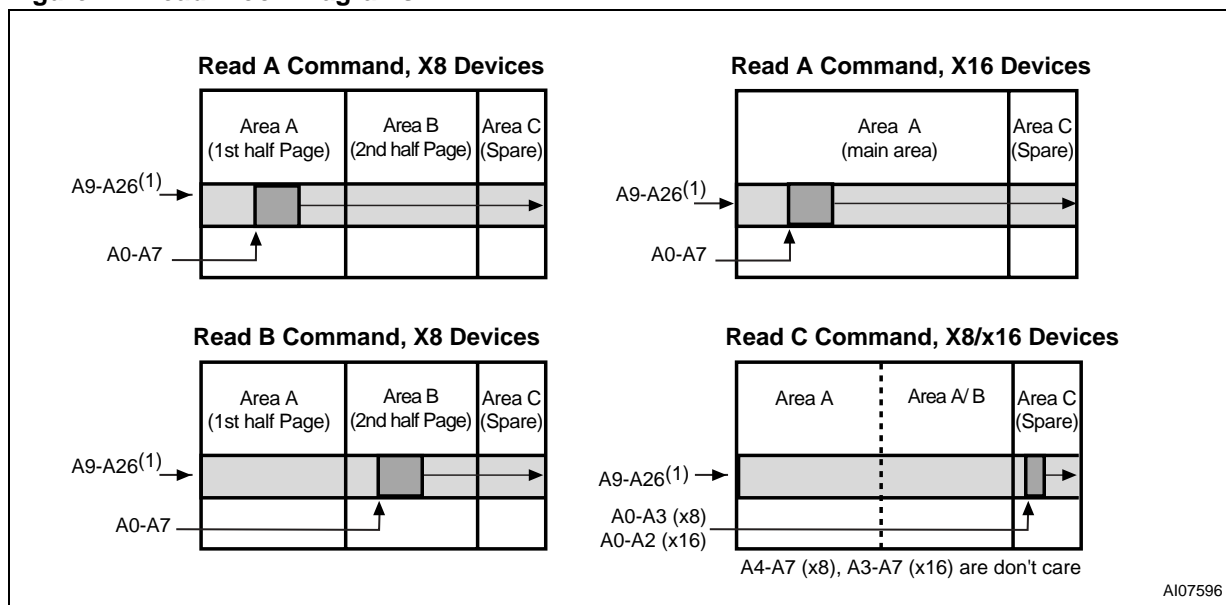 Read A Command, X8 Devices
Area A
(1st half Page)
Area B
(2nd half Page)
Area C
(Spare)
A9-A26(1)
A0-A7
Read A Command, X16 Devices
Area A
(main area)
Area C
(Spare)
A9-A26(1)
A0-A7
Read B Command, X8 Devices
Area A
(1st half Page)
Area B
(2nd half Page)
Area C
(Spare)
A9-A26(1)
A0-A7
Read C Command, X8/x16 Devices
Area A
Area A/ B
Area C
(Spare)
A9-A26(1)
A0-A3 (x8)
A0-A2 (x16)
A4-A7 (x8), A3-A7 (x16) are don't care
AI07596